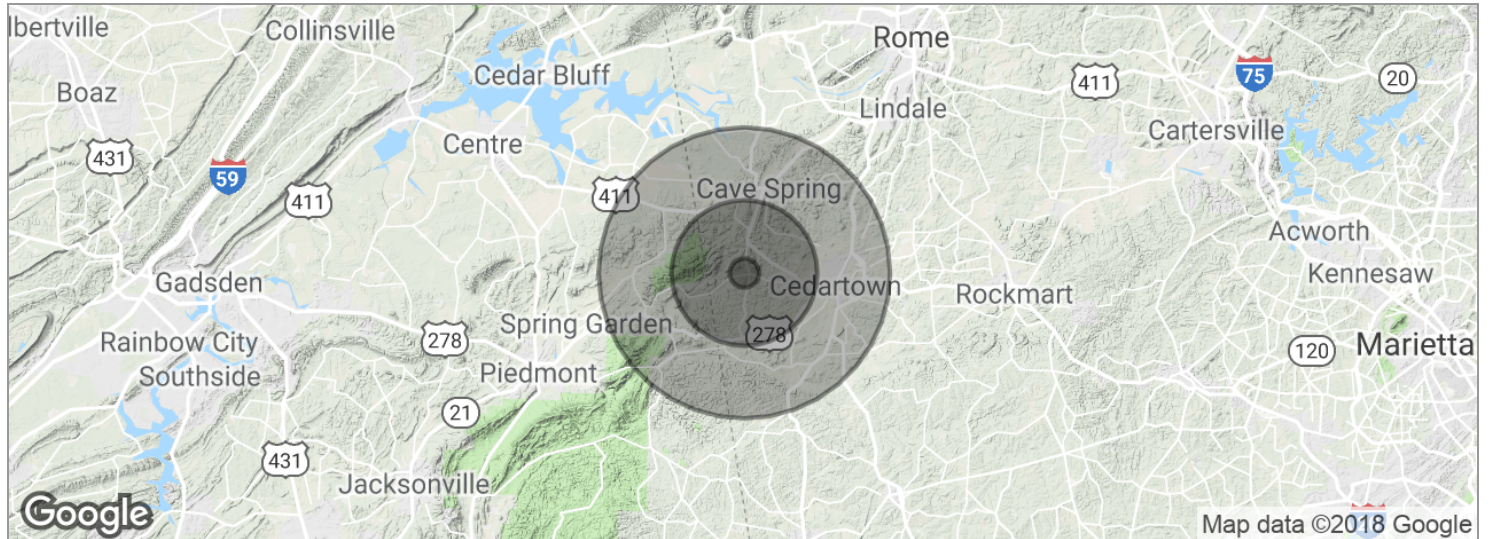 lbertville
Collinsville
Rome
Cedar Bluff
75
411
20
Boaz
Lindale
Cartersville
Centre
431
59
411
411
Cave Spring
Acworth
Kennesaw
Gadsden
Cedartown
Rockmart
Spring Garden
278
278
Rainbow City
Marietta
120
Southside
Piedmont
21
431
Jacksonville
Google
Map data ©2018 Google